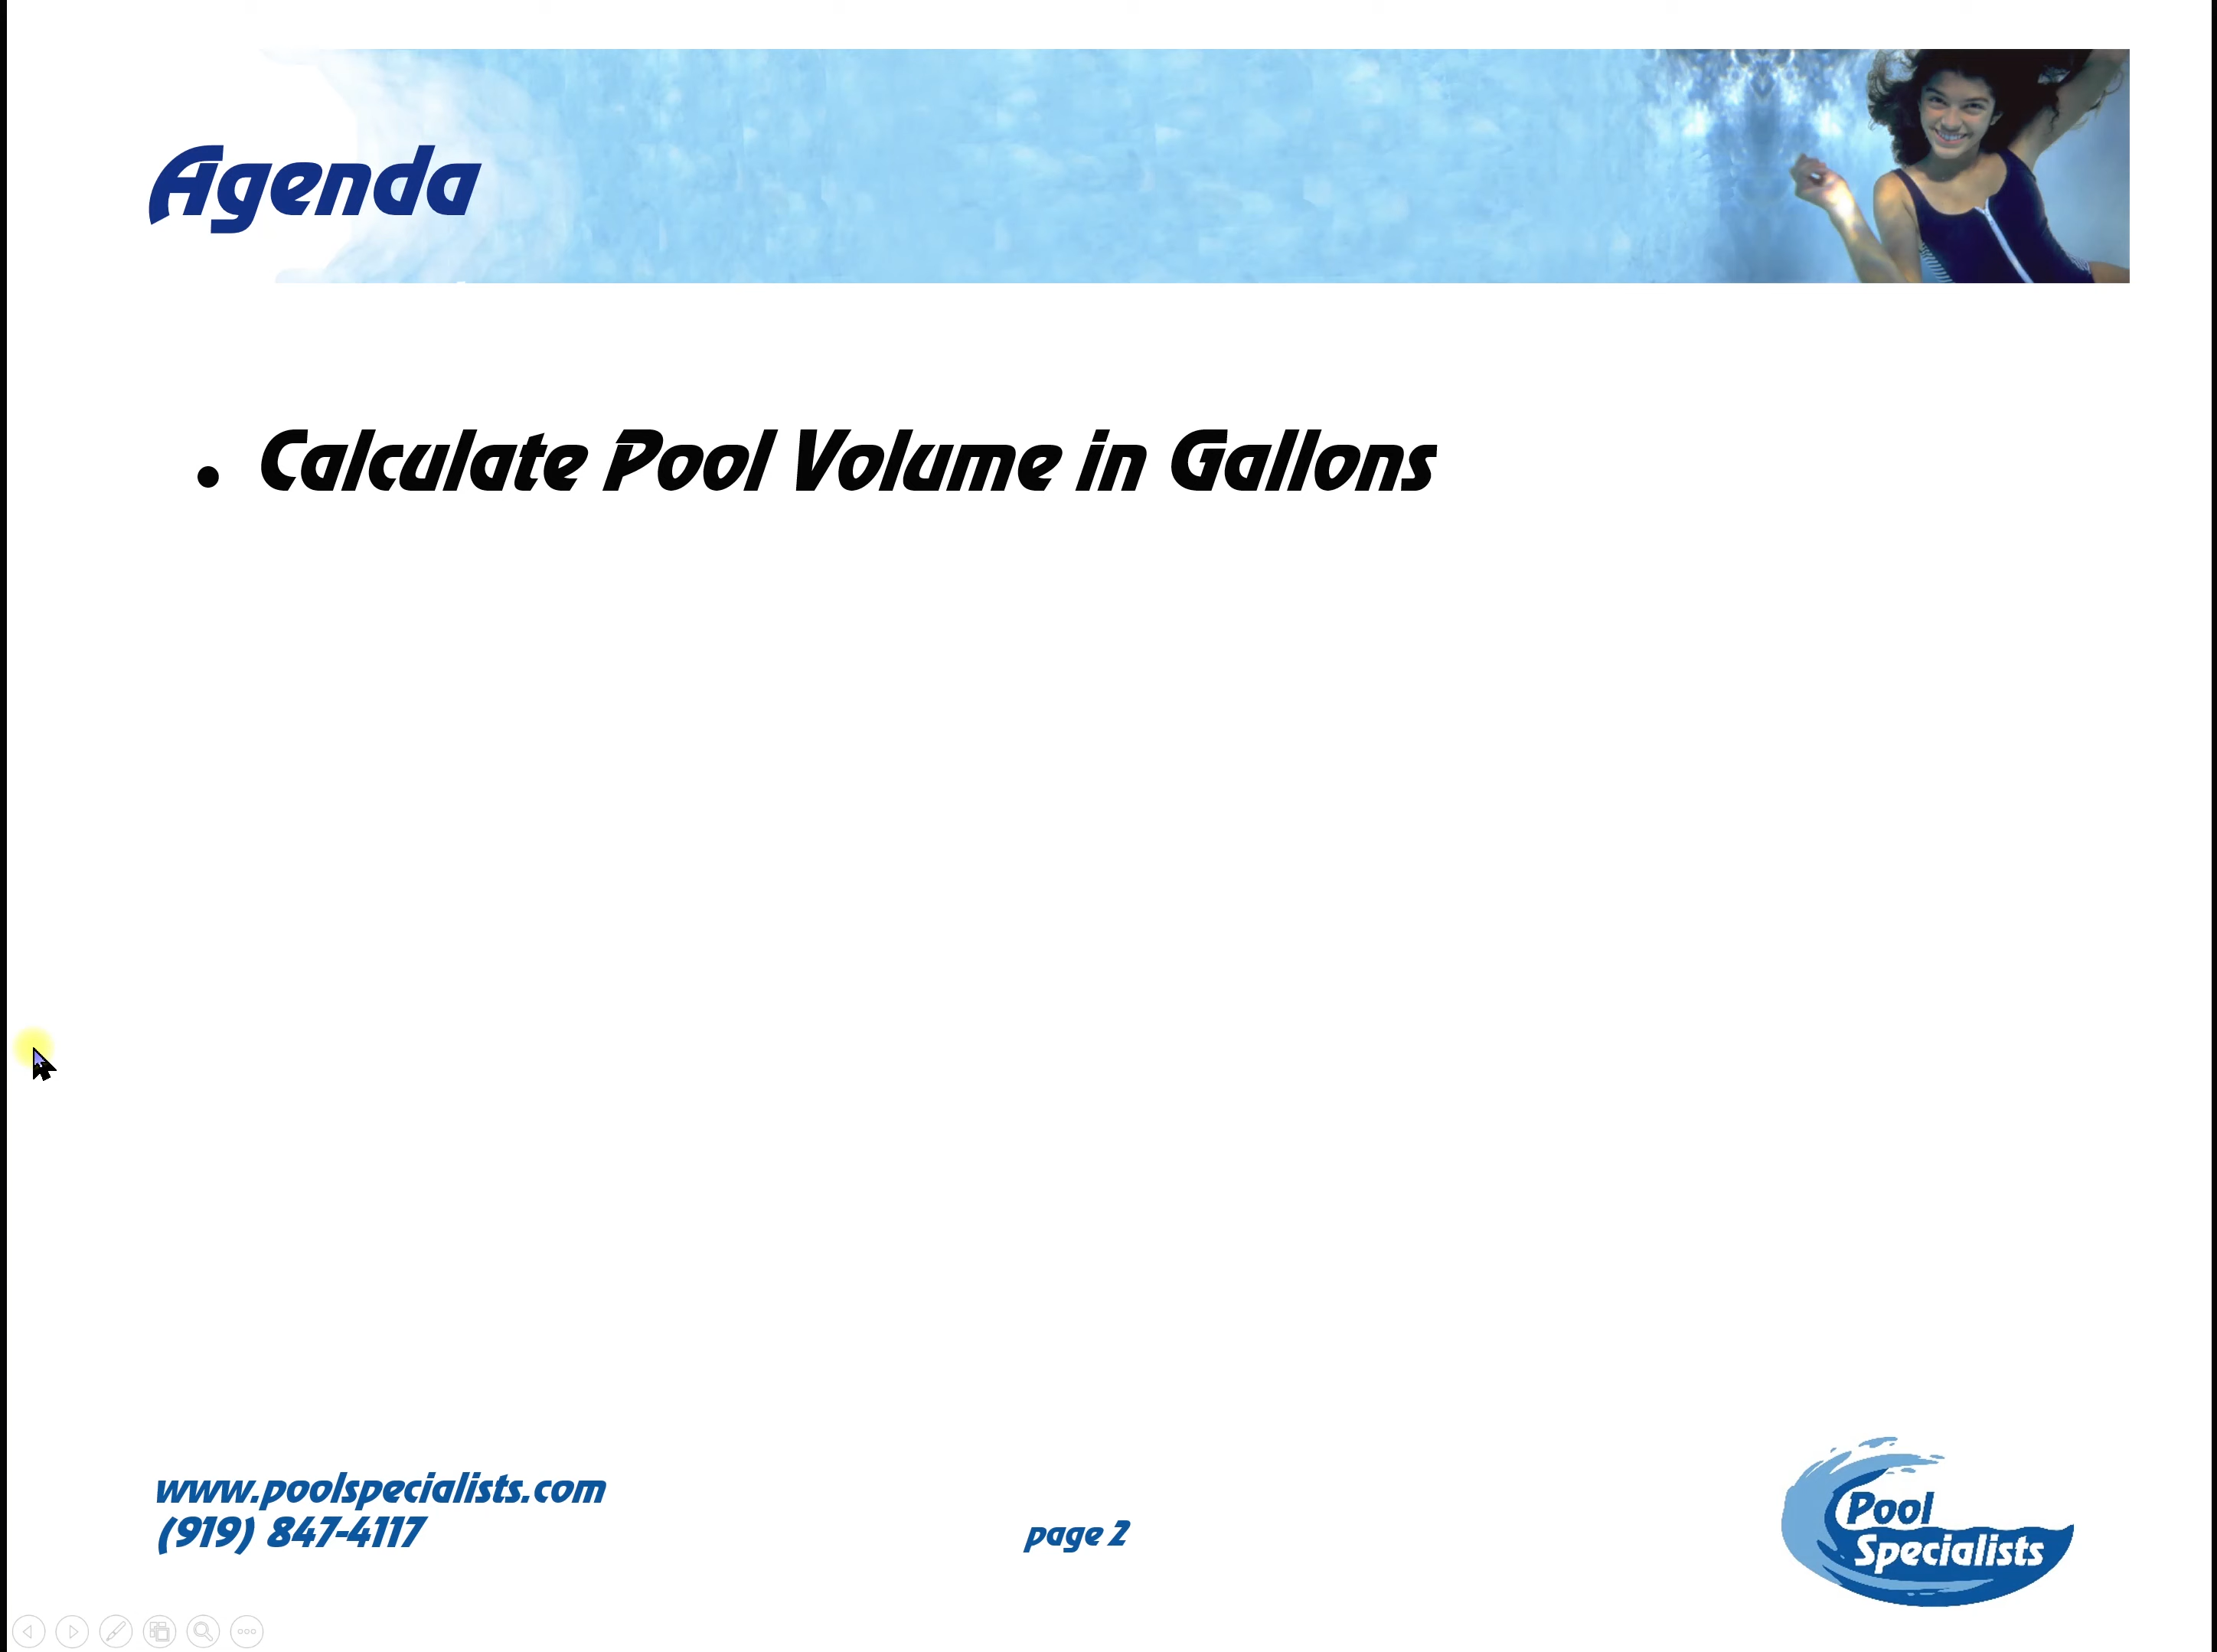 Agenda
• Calculate Pool Volume in Gallons
www.poolspecialists.com
(919) 847-4117
page 2
Pool
Specialists